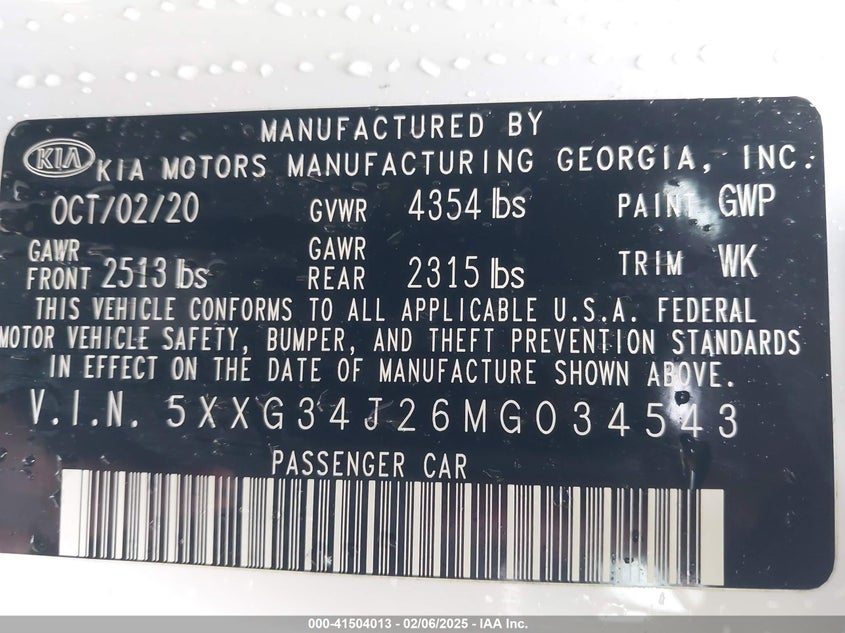 MANUFACTURED BY
KIA KIA MOTORS MANUFACTURING GEORGIA, INC.
OCT/02/20 GVWR 4354 lbs PAINT GWP
GAWR FRONT 2513 lbs GAWR REAR 2315 lbs TRIM WK
THIS VEHICLE CONFORMS TO ALL APPLICABLE U.S.A. FEDERAL
MOTOR VEHICLE SAFETY, BUMPER, AND THEFT PREVENTION STANDARDS
IN EFFECT ON THE DATE OF MANUFACTURE SHOWN ABOVE.
V.I.N. 5XXG34J26MG034543
PASSENGER CAR
000-41504013 - 02/06/2025 - IAA Inc.